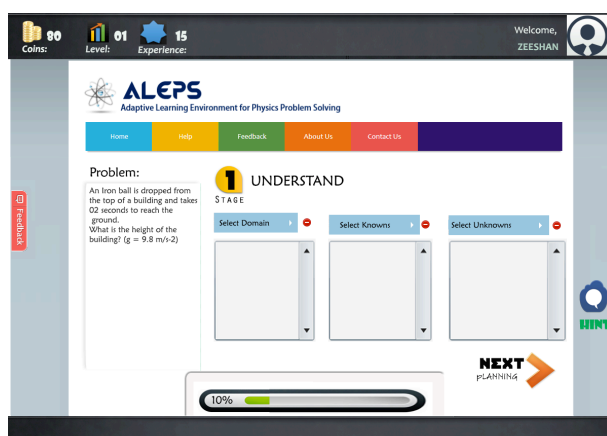 80
01
15
Coins:
Level:
Experience:
Welcome,
ZEESHAN
ALEPS
Adaptive Learning Environment for Physics Problem Solving
Home
Help
Feedback
About Us
Contact Us
Problem:
An Iron ball is dropped from
the top of a building and takes
02 seconds to reach the
ground.
What is the height of the
building? (g = 9.8 m/s-2)
1
STAGE
UNDERSTAND
Select Domain
Select Knowns
Select Unknowns
Feedback
HINT
NEXT
PLANNING
10%